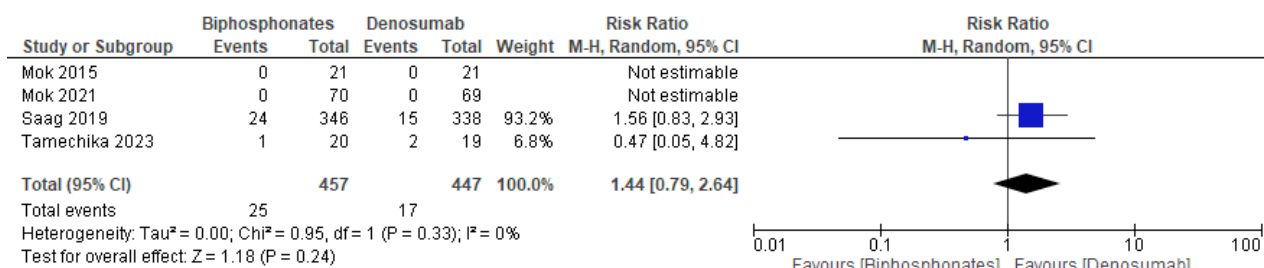 Biphosphonates Denosumab Risk Ratio Risk Ratio
Study or Subgroup Events Total Events Total Weight M-H, Random, 95% CI M-H, Random, 95% CI
Mok 2015 0 21 0 21 Not estimable
Mok 2021 0 70 0 69 Not estimable
Saag 2019 24 346 15 338 93.2% 1.56 [0.83, 2.93]
Tamechika 2023 1 20 2 19 6.8% 0.47 [0.05, 4.82]
Total (95% CI) 457 447 100.0% 1.44 [0.79, 2.64]
Total events 25 17
Heterogeneity: Tau² = 0.00; Chi² = 0.95, df = 1 (P = 0.33); I² = 0%
Test for overall effect: Z = 1.18 (P = 0.24)
0.01 0.1 1 10 100
Favours [Biphosphonates] Favours [Denosumab]